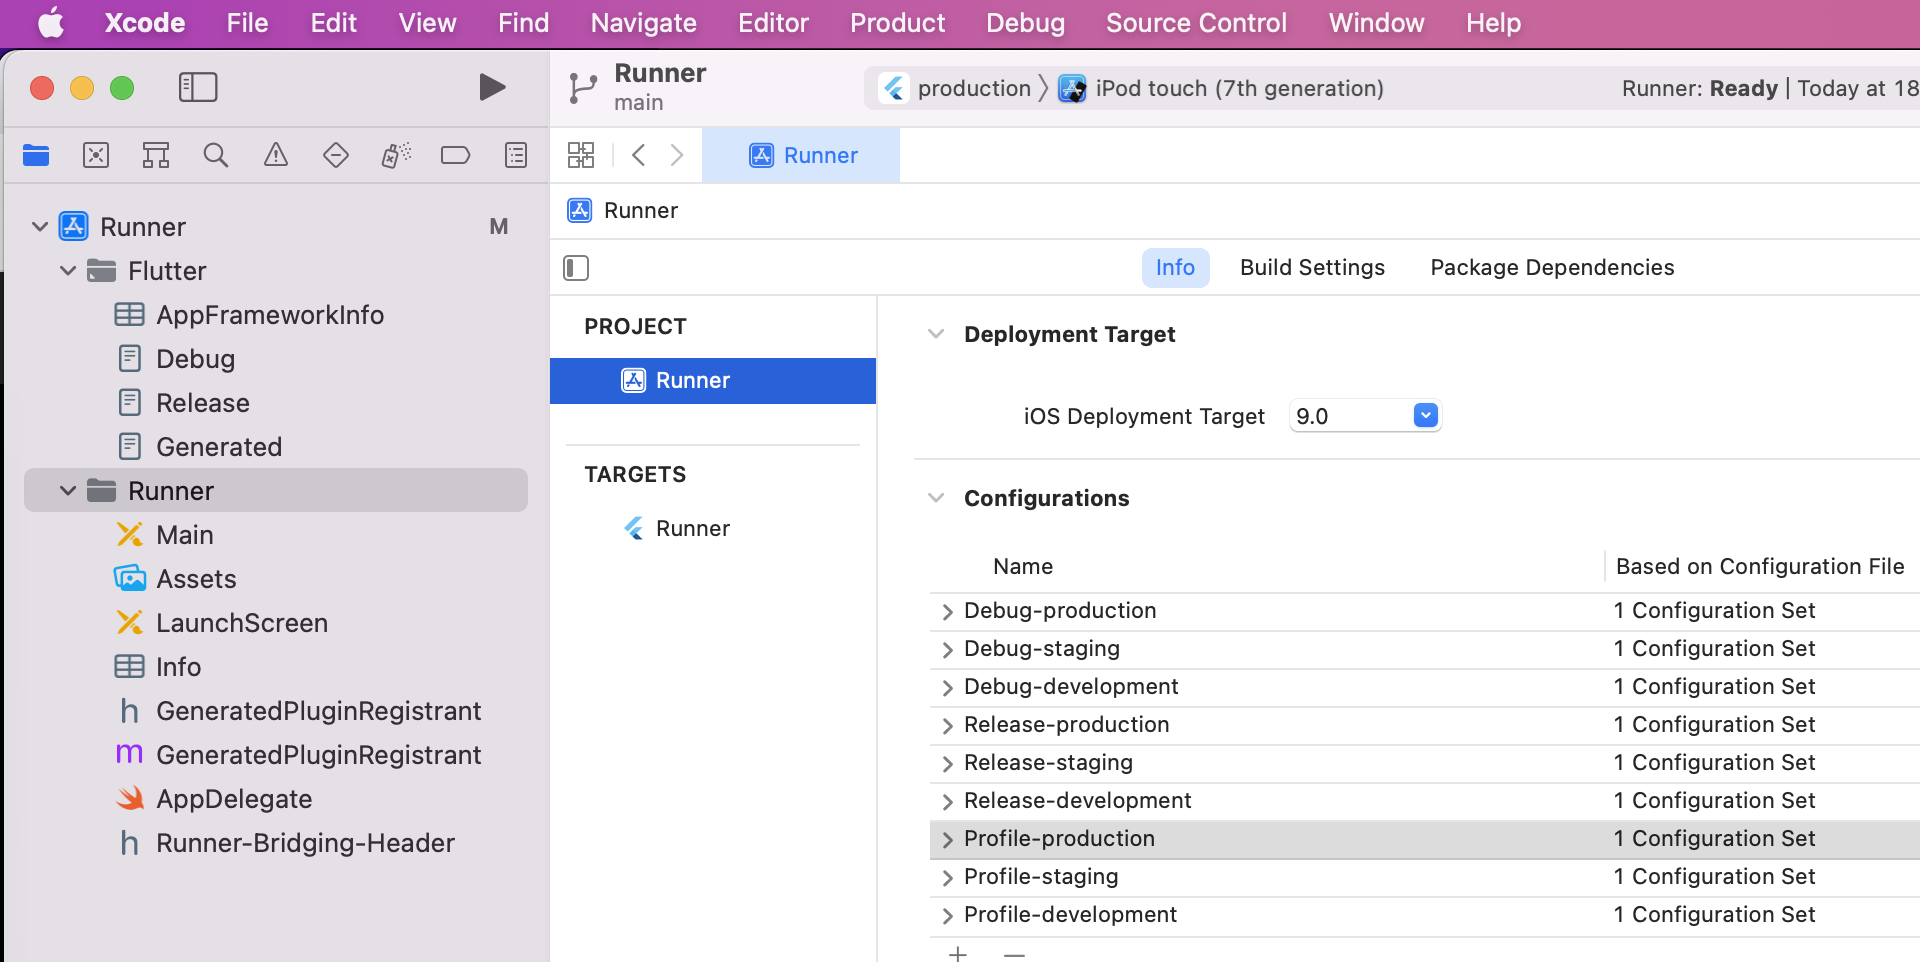 Xcode File Edit View Find Navigate Editor Product Debug Source Control Window Help
Runner
main
production
iPod touch (7th generation)
Runner: Ready | Today at 18
Runner
Runner M
Flutter
AppFrameworkInfo
Debug
Release
Generated
Runner
Main
Assets
LaunchScreen
Info
h GeneratedPluginRegistrant
m GeneratedPluginRegistrant
AppDelegate
h Runner-Bridging-Header
Runner
Info Build Settings Package Dependencies
PROJECT
Runner
TARGETS
Runner
Deployment Target
iOS Deployment Target 9.0
Configurations
Name Based on Configuration File
Debug-production 1 Configuration Set
Debug-staging 1 Configuration Set
Debug-development 1 Configuration Set
Release-production 1 Configuration Set
Release-staging 1 Configuration Set
Release-development 1 Configuration Set
Profile-production 1 Configuration Set
Profile-staging 1 Configuration Set
Profile-development 1 Configuration Set